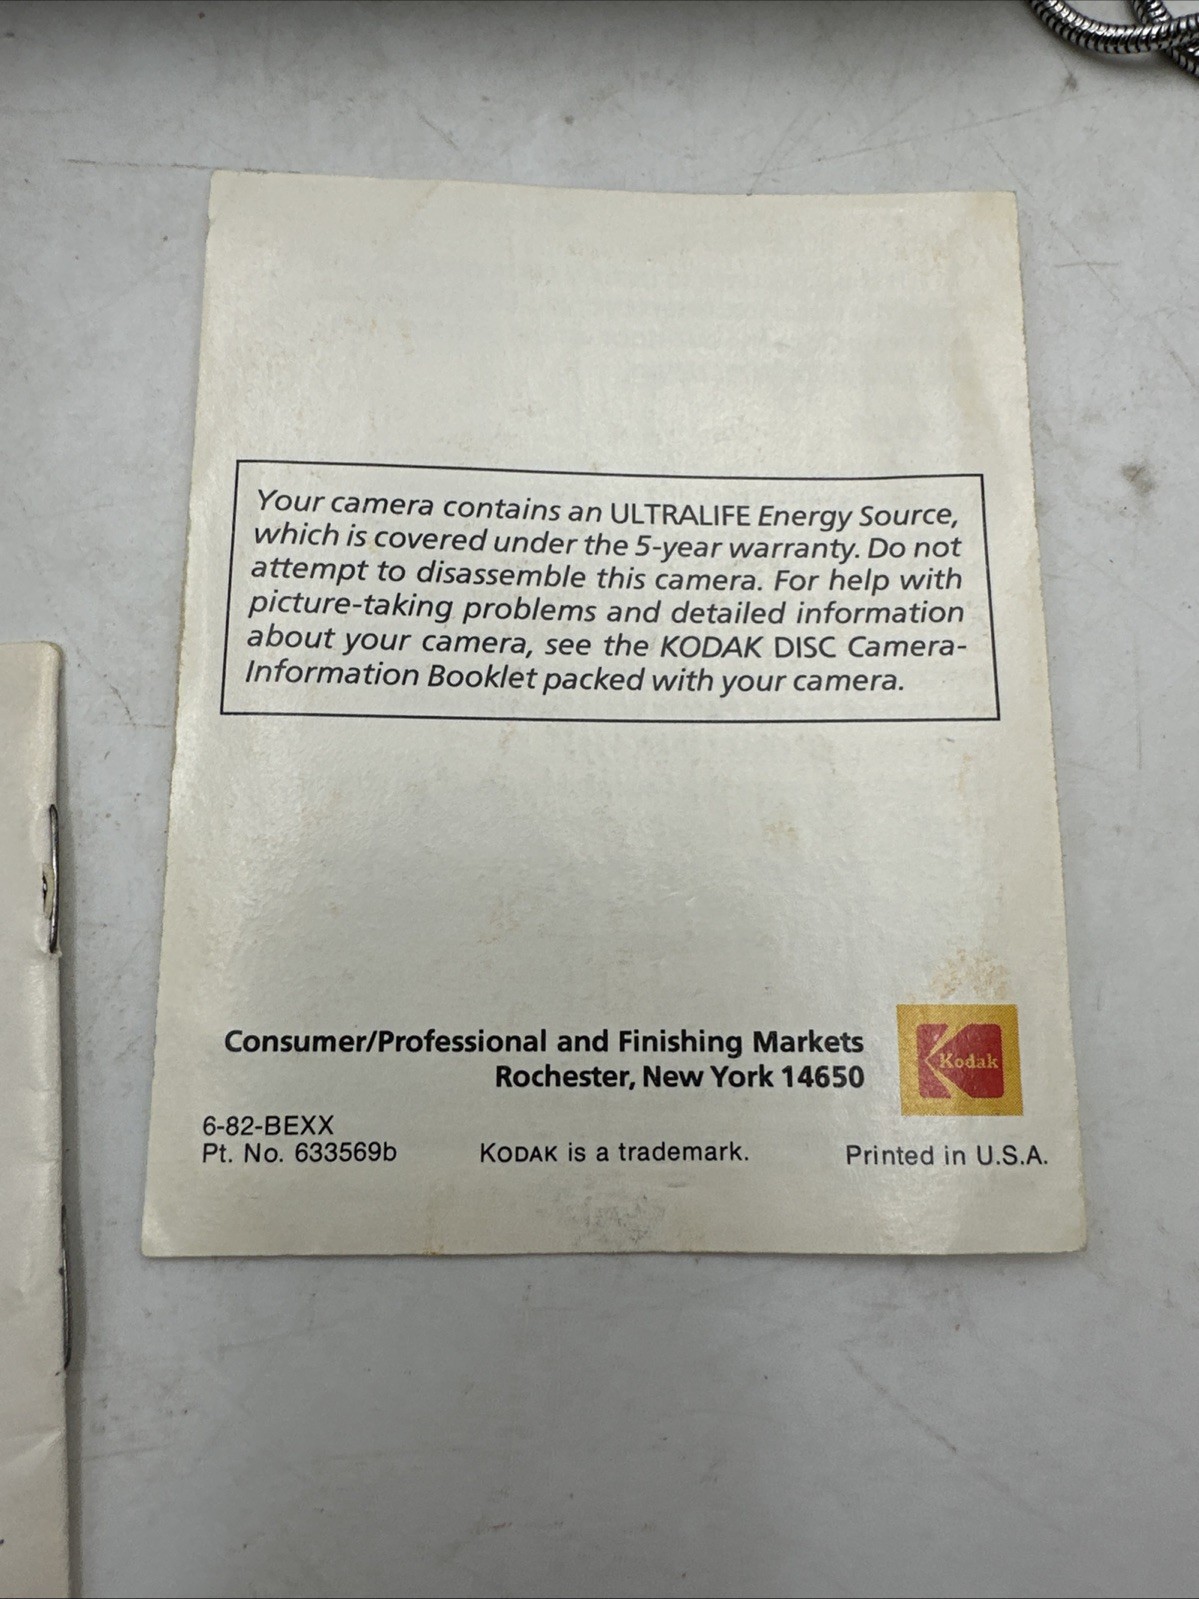 Your camera contains an ULTRALIFE Energy Source,
which is covered under the 5-year warranty. Do not
attempt to disassemble this camera. For help with
picture-taking problems and detailed information
about your camera, see the KODAK DISC Camera-
Information Booklet packed with your camera.
Consumer/Professional and Finishing Markets
Rochester, New York 14650
Kodak
6-82-BEXX
Pt. No. 633569b
KODAK is a trademark.
Printed in U.S.A.